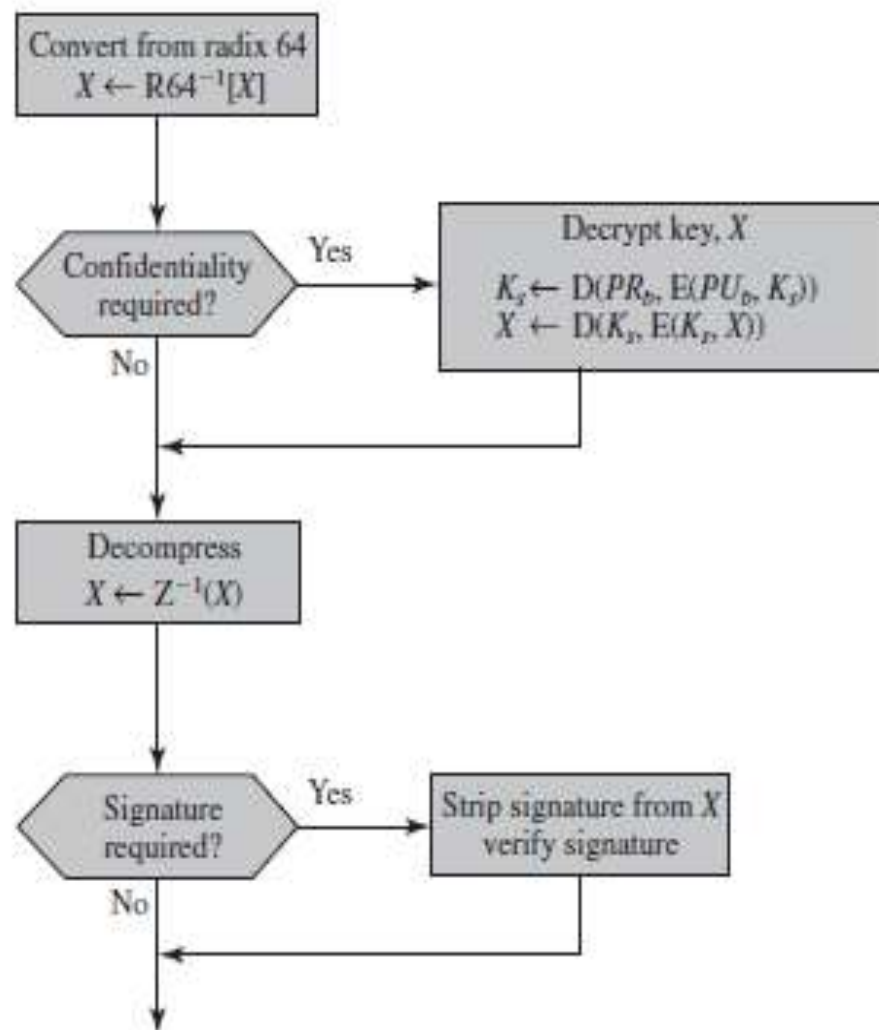 Convert from radix 64
X ← R64⁻¹[X]
Confidentiality
required?
Yes
Decrypt key, X
Kₛ ← D(PR_b, E(PU_b, Kₛ))
X ← D(Kₛ, E(Kₛ, X))
No
Decompress
X ← Z⁻¹(X)
Signature
required?
Yes
Strip signature from X
verify signature
No